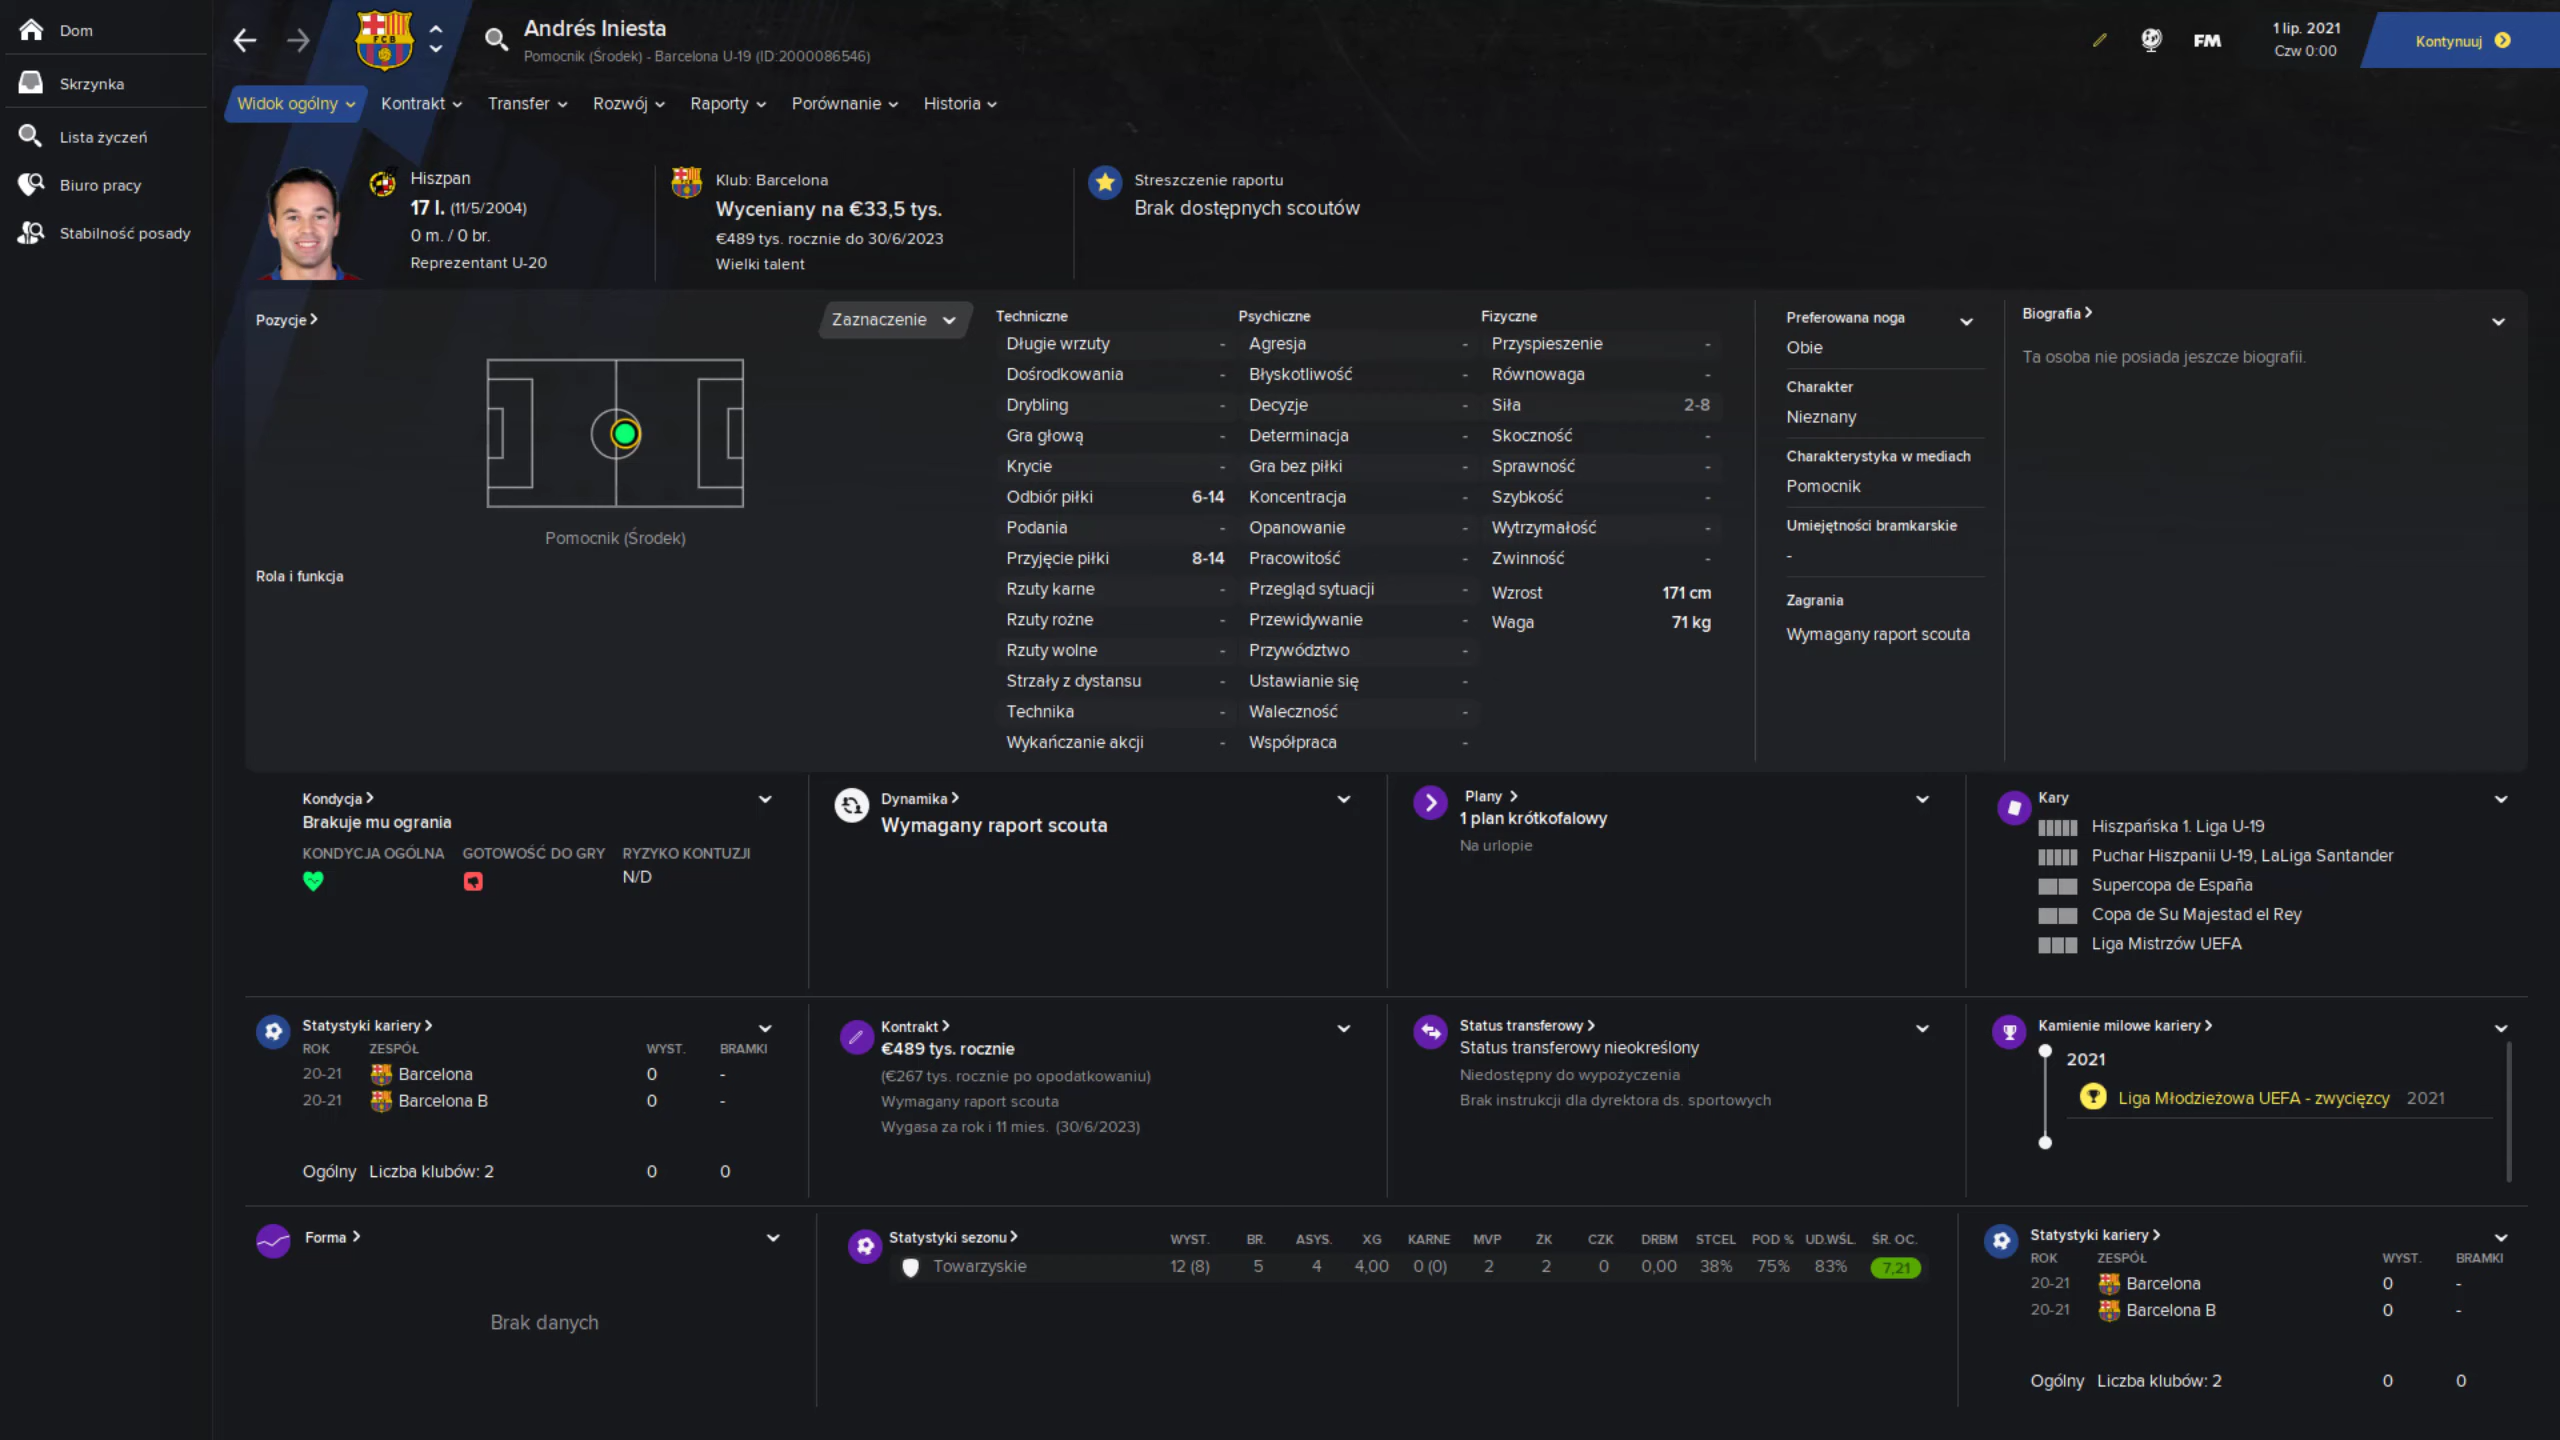 Dom
Skrzynka
Lista życzeń
Biuro pracy
Stabilność posady
Andrés Iniesta
Pomocnik (Środek) - Barcelona U-19 (ID:2000086546)
FM
1 lip. 2021
Czw 0:00
Kontynuuj
Widok ogólny Kontrakt Transfer Rozwój Raporty Porównanie Historia
Hiszpan
17 l. (11/5/2004)
0 m. / 0 br.
Reprezentant U-20
Klub: Barcelona
Wyceniany na €33,5 tys.
€489 tys. rocznie do 30/6/2023
Wielki talent
Streszczenie raportu
Brak dostępnych scoutów
Pozycje
Zaznaczenie
Pomocnik (Środek)
Rola i funkcja
Techniczne
Długie wrzuty -
Dośrodkowania -
Drybling -
Gra głową -
Krycie -
Odbiór piłki 6-14
Podania -
Przyjęcie piłki 8-14
Rzuty karne -
Rzuty rożne -
Rzuty wolne -
Strzały z dystansu -
Technika -
Wykańczanie akcji -
Psychiczne
Agresja -
Błyskotliwość -
Decyzje -
Determinacja -
Gra bez piłki -
Koncentracja -
Opanowanie -
Pracowitość -
Przegląd sytuacji -
Przewidywanie -
Przywództwo -
Ustawianie się -
Waleczność -
Współpraca -
Fizyczne
Przyspieszenie -
Równowaga -
Siła 2-8
Skoczność -
Sprawność -
Szybkość -
Wytrzymałość -
Zwinność -
Wzrost 171 cm
Waga 71 kg
Preferowana noga
Obie
Charakter
Nieznany
Charakterystyka w mediach
Pomocnik
Umiejętności bramkarskie
-
Zagrania
Wymagany raport scouta
Biografia
Ta osoba nie posiada jeszcze biografii.
Kondycja
Brakuje mu ogrania
KONDYCJA OGÓLNA GOTOWOŚĆ DO GRY RYZYKO KONTUZJI
N/D
Dynamika
Wymagany raport scouta
Plany
1 plan krótkofalowy
Na urlopie
Kary
Hiszpańska 1. Liga U-19
Puchar Hiszpanii U-19, LaLiga Santander
Supercopa de España
Copa de Su Majestad el Rey
Liga Mistrzów UEFA
Statystyki kariery
ROK ZESPÓŁ WYST. BRAMKI
20-21 Barcelona 0 -
20-21 Barcelona B 0 -
Ogólny Liczba klubów: 2 0 0
Kontrakt
€489 tys. rocznie
(€267 tys. rocznie po opodatkowaniu)
Wymagany raport scouta
Wygasa za rok i 11 mies. (30/6/2023)
Status transferowy
Status transferowy nieokreślony
Niedostępny do wypożyczenia
Brak instrukcji dla dyrektora ds. sportowych
Kamienie milowe kariery
2021
Liga Młodzieżowa UEFA - zwycięzcy 2021
Forma
Brak danych
Statystyki sezonu WYST. BR. ASYS. XG KARNE MVP ŻK CZK DRBM STCEL POD % UD.WŚL. ŚR. OC.
Towarzyskie 12 (8) 5 4 4,00 0 (0) 2 2 0 0,00 38% 75% 83% 7,21
Statystyki kariery
ROK ZESPÓŁ WYST. BRAMKI
20-21 Barcelona 0 -
20-21 Barcelona B 0 -
Ogólny Liczba klubów: 2 0 0